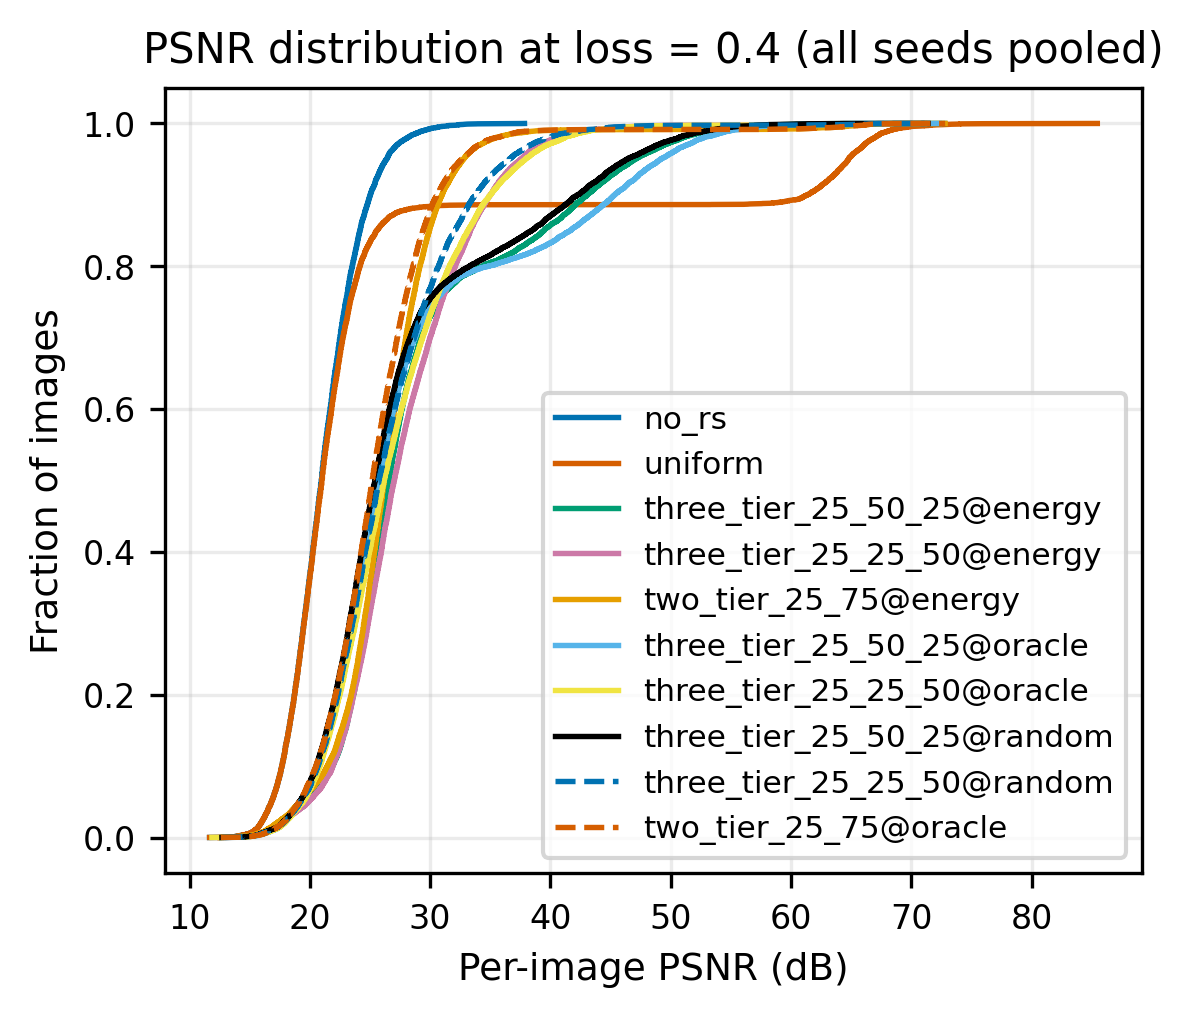 PSNR distribution at loss = 0.4 (all seeds pooled)
1.0
0.8
0.6
0.4
0.2
0.0
Fraction of images
no_rs
uniform
three_tier_25_50_25@energy
three_tier_25_25_50@energy
two_tier_25_75@energy
three_tier_25_50_25@oracle
three_tier_25_25_50@oracle
three_tier_25_50_25@random
three_tier_25_25_50@random
two_tier_25_75@oracle
10 20 30 40 50 60 70 80
Per-image PSNR (dB)